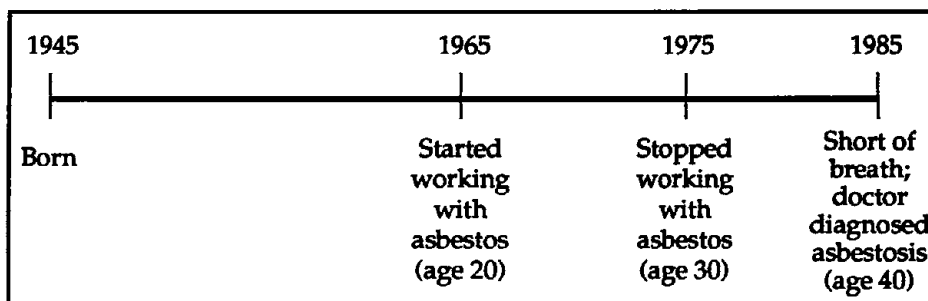 1945 1965 1975 1985
Born
Started
working
with
asbestos
(age 20)
Stopped
working
with
asbestos
(age 30)
Short of
breath;
doctor
diagnosed
asbestosis
(age 40)